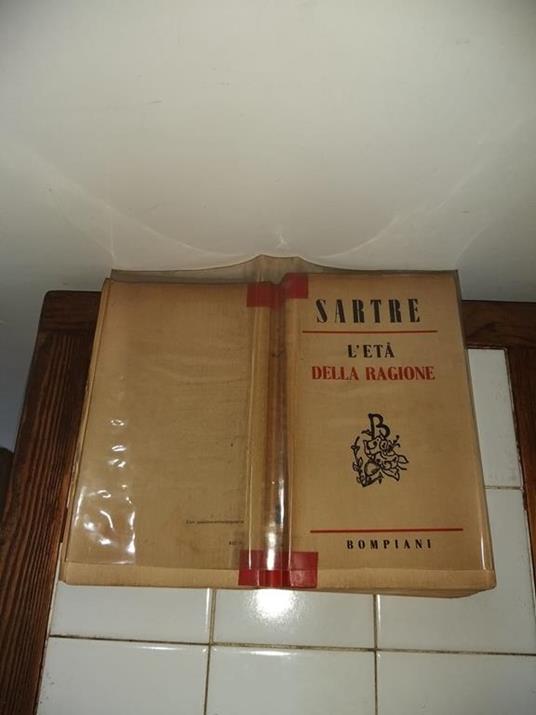 SARTRE
L'ETÀ
DELLA RAGIONE
B
BOMPIANI